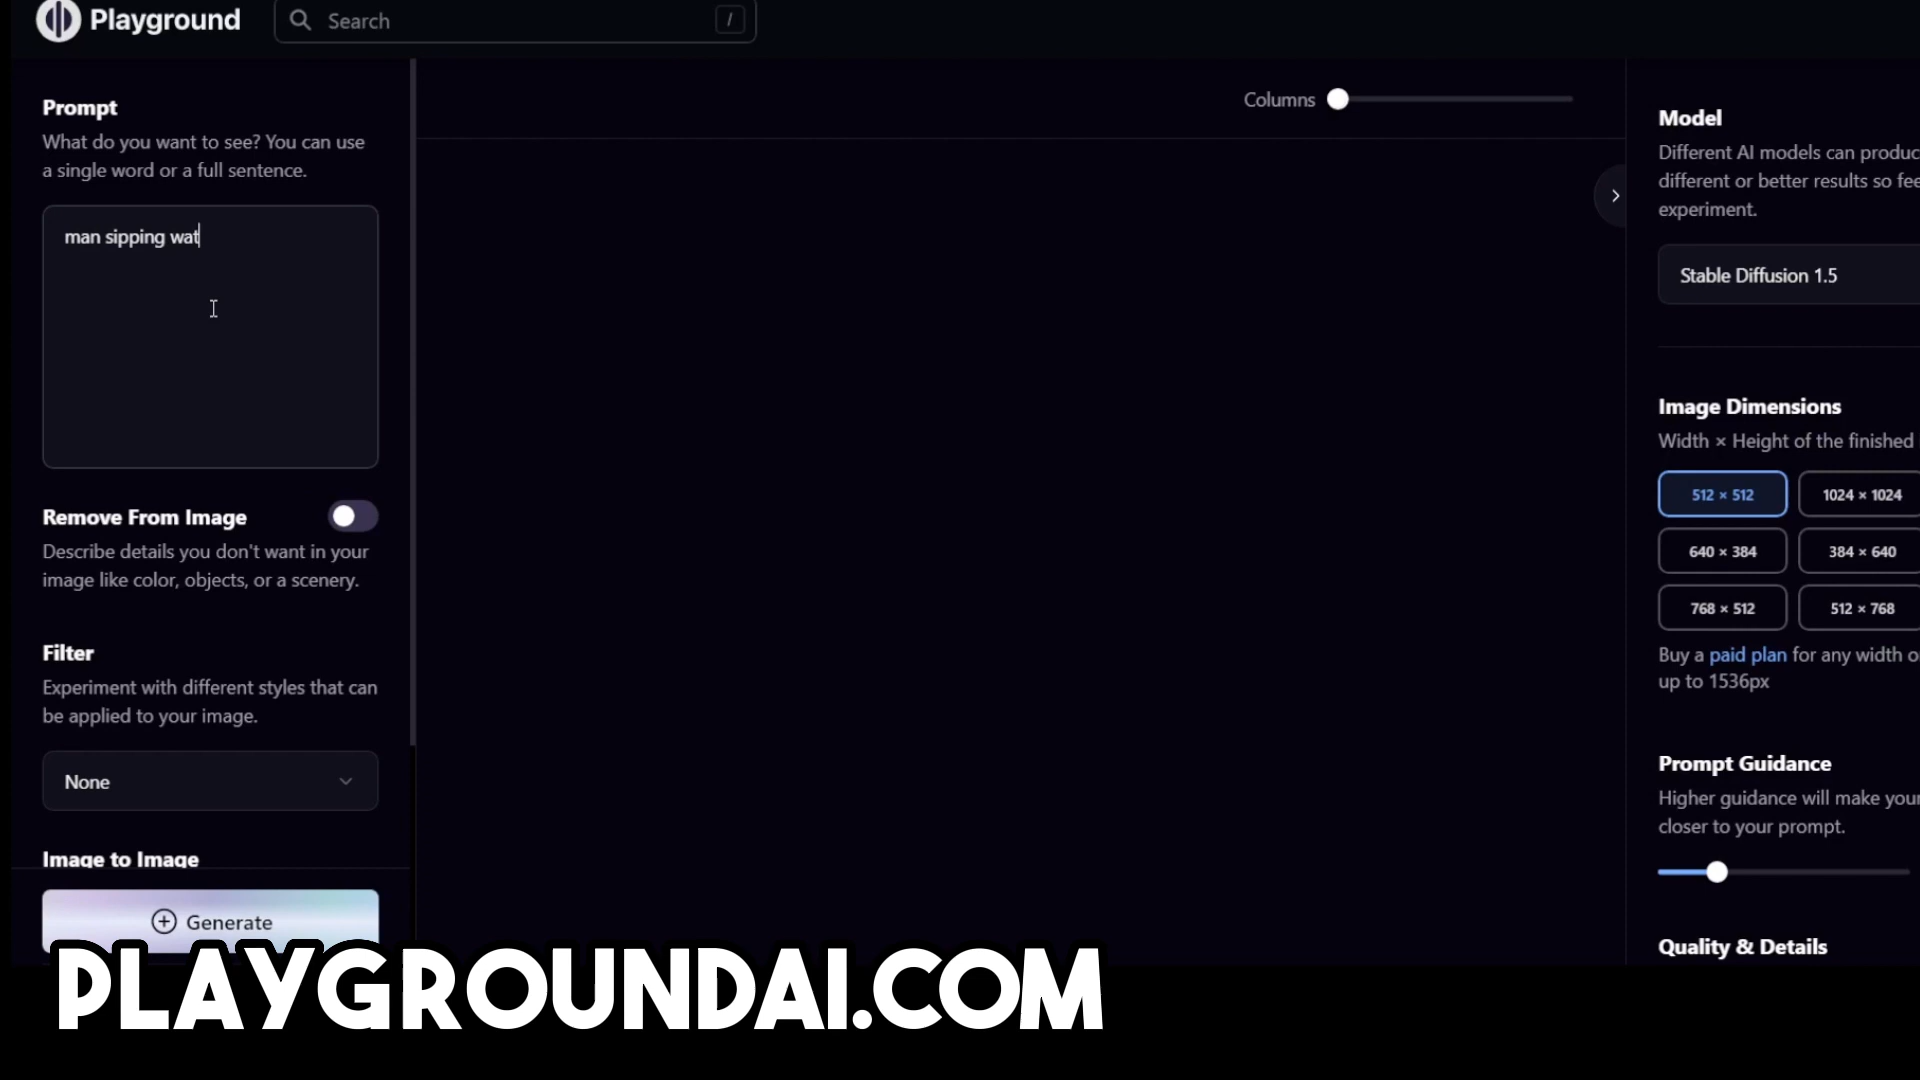 Playground
Search
/
Prompt
What do you want to see? You can use
a single word or a full sentence.
man sipping wat
Remove From Image
Describe details you don't want in your
image like color, objects, or a scenery.
Filter
Experiment with different styles that can
be applied to your image.
None
Image to Image
Generate
Columns
Model
Different AI models can produc
different or better results so fee
experiment.
Stable Diffusion 1.5
Image Dimensions
Width × Height of the finished
512 × 512
1024 × 1024
640 × 384
384 × 640
768 × 512
512 × 768
Buy a paid plan for any width o
up to 1536px
Prompt Guidance
Higher guidance will make your
closer to your prompt.
Quality & Details
PLAYGROUNDAI.COM